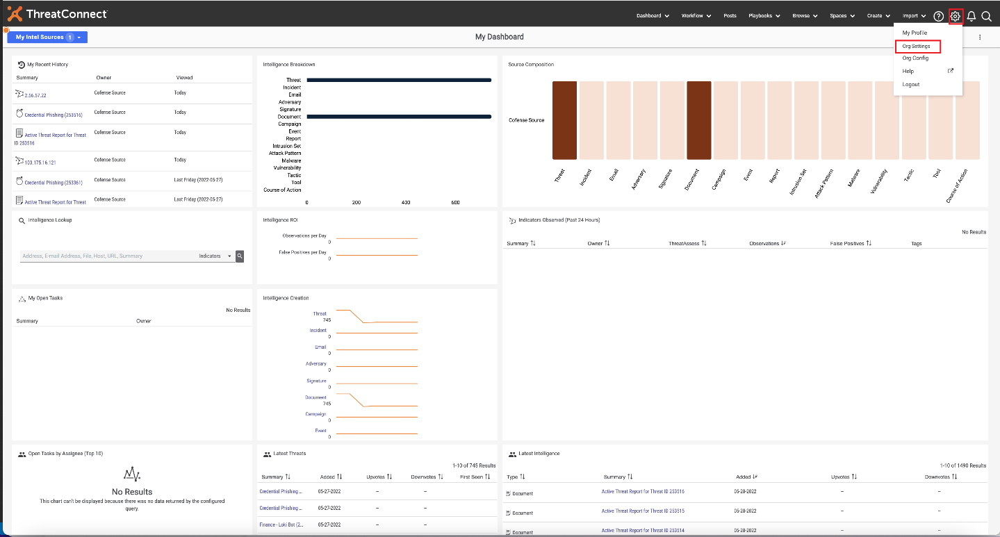 ThreatConnect
Dashboard
Workflow
Posts
Playbooks
Browse
Spaces
Create
Import
My Intel Sources 1
My Dashboard
My Profile
Org Settings
Org Config
Help
Logout
My Recent History
Summary Owner Viewed
2.56.57.22 Cofense Source Today
Credential Phishing (253516) Cofense Source Today
Active Threat Report for Threat Cofense Source Today
ID 253516
103.175.16.121 Cofense Source Today
Credential Phishing (253361) Cofense Source Last Friday (2022-05-27)
Active Threat Report for Threat Cofense Source Last Friday (2022-05-27)
Intelligence Breakdown
Threat
Incident
Email
Adversary
Signature
Document
Campaign
Event
Report
Intrusion Set
Attack Pattern
Malware
Vulnerability
Tactic
Tool
Course of Action
0 200 400 600
Source Composition
Cofense Source
Threat
Incident
Email
Adversary
Signature
Document
Campaign
Event
Report
Intrusion Set
Attack Pattern
Malware
Vulnerability
Tactic
Tool
Course of Action
Intelligence Lookup
Address, E-mail Address, File, Host, URL, Summary Indicators
Intelligence ROI
Observations per Day
0
False Positives per Day
0
Indicators Observed (Past 24 Hours)
No Results
Summary Owner ThreatAssess Observations False Positives Tags
My Open Tasks
No Results
Summary Owner
Intelligence Creation
Threat
745
Incident
0
Email
0
Adversary
0
Signature
0
Document
745
Campaign
0
Event
0
Open Tasks by Assignee (Top 10)
No Results
This chart can't be displayed because there was no data returned by the configured
query.
Latest Threats
1-10 of 745 Results
Summary Added Upvotes Downvotes First Seen
Credential Phishing ... 05-27-2022 -- --
Credential Phishing ... 05-27-2022 -- --
Finance - Loki Bot (2... 05-27-2022 -- --
Latest Intelligence
1-10 of 1490 Results
Type Summary Added Upvotes Downvotes
Document Active Threat Report for Threat ID 253516 05-28-2022 -- --
Document Active Threat Report for Threat ID 253515 05-28-2022 -- --
Document Active Threat Report for Threat ID 253514 05-28-2022 -- --